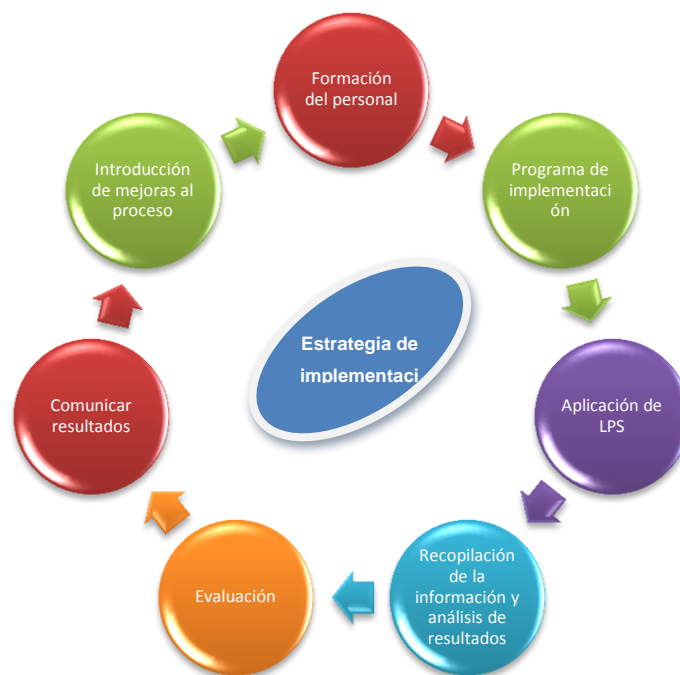 Formación
del personal
Programa de
implementaci
ón
Aplicación de
LPS
Recopilación
de la
información y
análisis de
resultados
Evaluación
Comunicar
resultados
Introducción
de mejoras al
proceso
Estrategia de
implementaci